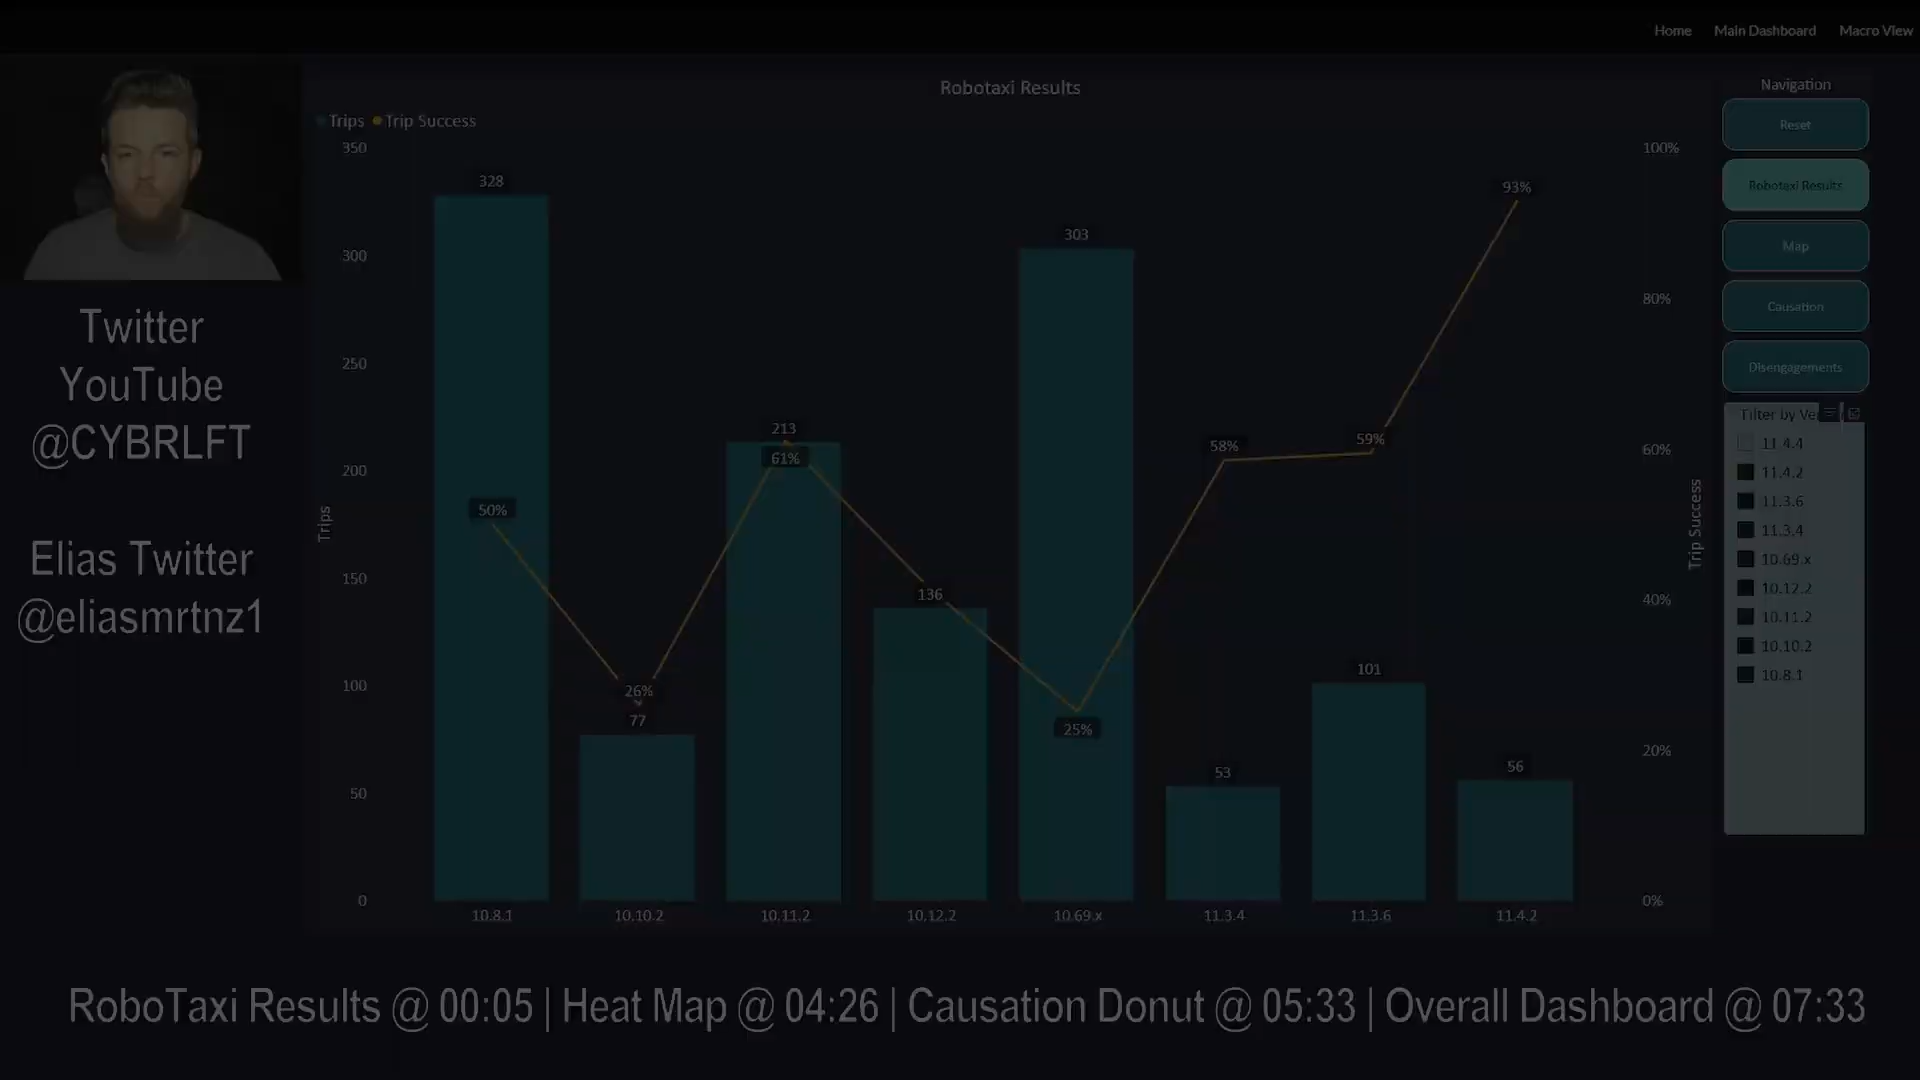 Home Main Dashboard Macro View
Robotaxi Results
Trips Trip Success
350
300
250
200
150
100
50
0
Trips
328
50%
26%
77
213
61%
136
303
25%
53
58%
101
59%
56
93%
10.8.1 10.10.2 10.11.2 10.12.2 10.69.x 11.3.4 11.3.6 11.4.2
100%
80%
60%
40%
20%
0%
Trip Success
Navigation
Reset
Robotaxi Results
Map
Causation
Disengagements
Filter by Ve
11.4.4
11.4.2
11.3.6
11.3.4
10.69.x
10.12.2
10.11.2
10.10.2
10.8.1
Twitter
YouTube
@CYBRLFT
Elias Twitter
@eliasmrtnz1
RoboTaxi Results @ 00:05 | Heat Map @ 04:26 | Causation Donut @ 05:33 | Overall Dashboard @ 07:33